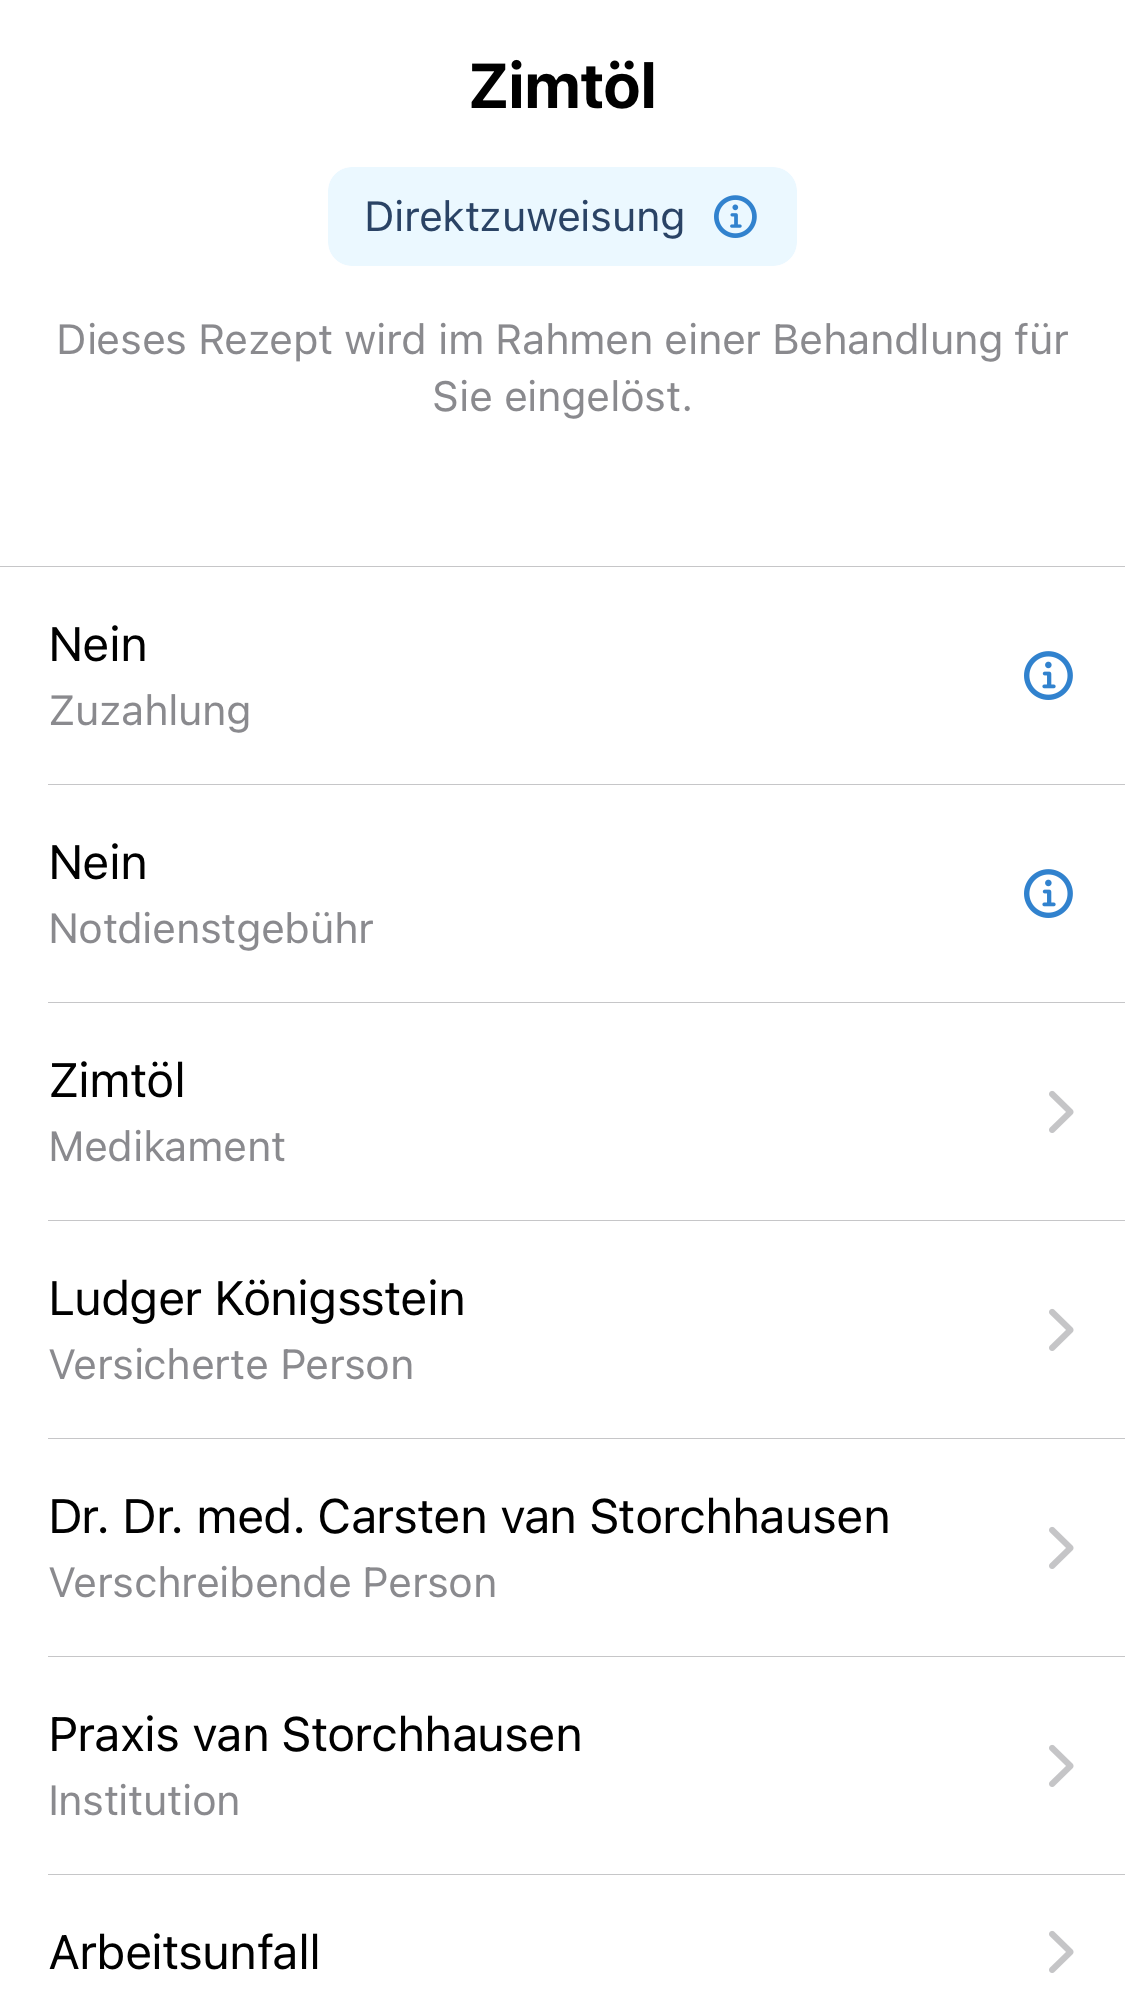 Zimtöl
Direktzuweisung
Dieses Rezept wird im Rahmen einer Behandlung für
Sie eingelöst.
Nein
Zuzahlung
Nein
Notdienstgebühr
Zimtöl
Medikament
Ludger Königsstein
Versicherte Person
Dr. Dr. med. Carsten van Storchhausen
Verschreibende Person
Praxis van Storchhausen
Institution
Arbeitsunfall